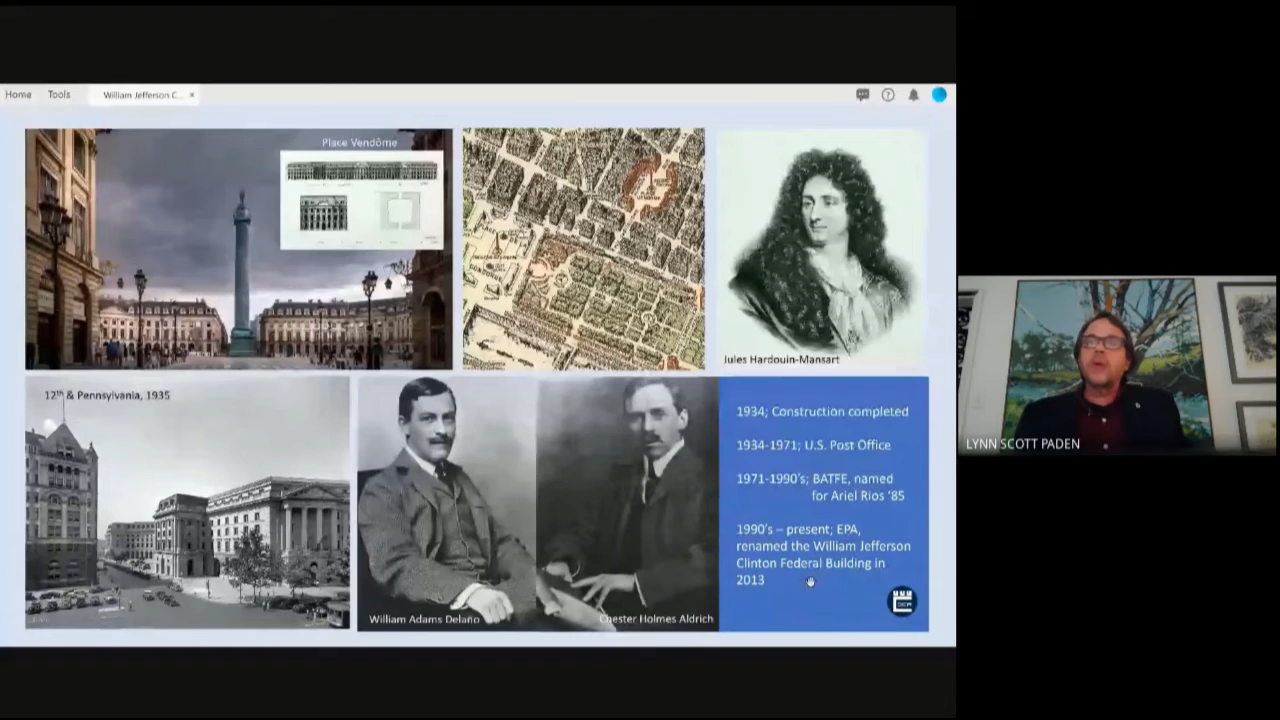 Home
Tools
William Jefferson C...
Place Vendôme
Jules Hardouin-Mansart
12th & Pennsylvania, 1935
William Adams Delano
Chester Holmes Aldrich
1934; Construction completed
1934-1971; U.S. Post Office
1971-1990's; BATFE, named
for Ariel Rios '85
1990's – present; EPA,
renamed the William Jefferson
Clinton Federal Building in
2013
LYNN SCOTT PADEN